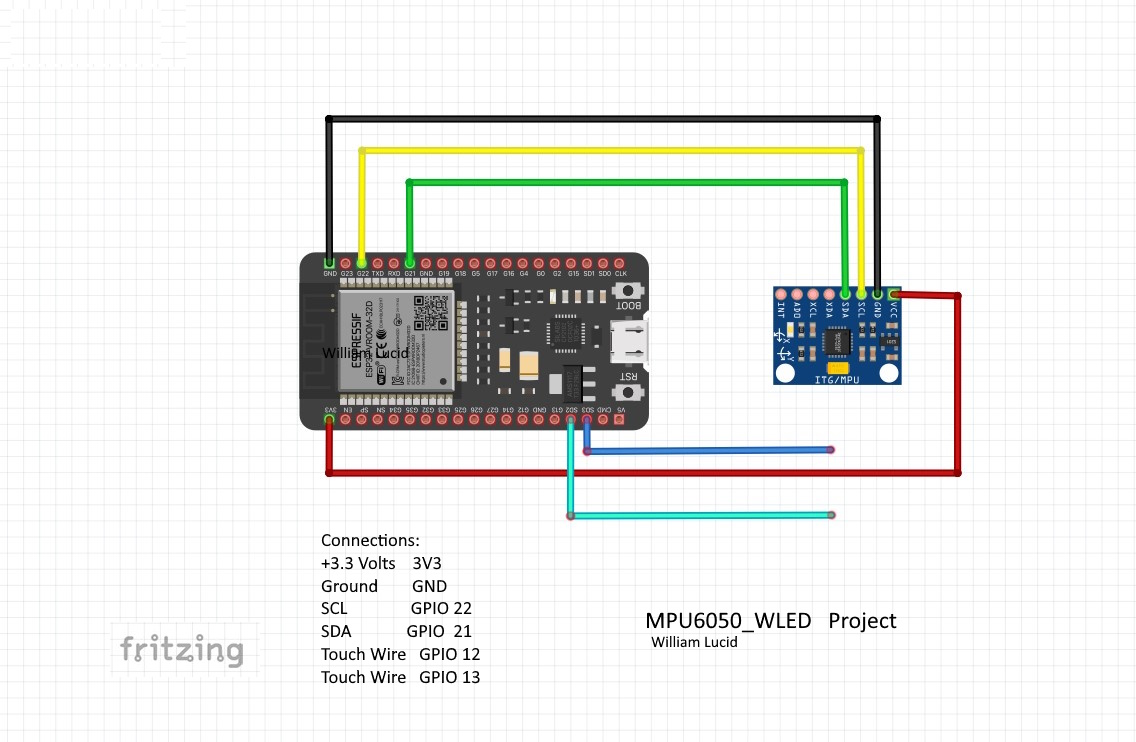 GND G23 G22 TXD RXD G21 GND G19 G18 G5 G17 G16 G4 G0 G2 G15 SD1 SD0 CLK
BOOT
ESPRESSIF
ESP32-WROOM-32D
WiFi CE
William Lucid
RST
3V3 EN SP SN G34 G35 G32 G33 G25 G26 G27 G14 G12 GND G13 SD2 SD3 CMD V5
INT ADO XCL XDA SDA SCL GND VCC
X
Y
ITG/MPU
Connections:
+3.3 Volts 3V3
Ground GND
SCL GPIO 22
SDA GPIO 21
Touch Wire GPIO 12
Touch Wire GPIO 13
MPU6050_WLED Project
William Lucid
fritzing